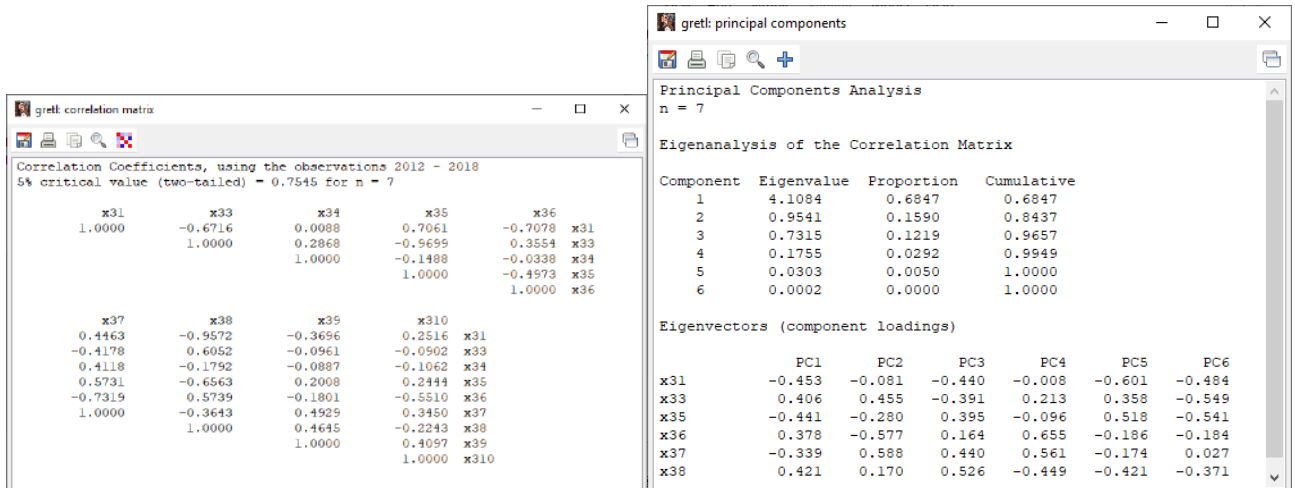 gretl: correlation matrix
Correlation Coefficients, using the observations 2012 - 2018
5% critical value (two-tailed) = 0.7545 for n = 7
x31 x33 x34 x35 x36
1.0000 -0.6716 0.0088 0.7061 -0.7078 x31
1.0000 0.2868 -0.9699 0.3554 x33
1.0000 -0.1488 -0.0338 x34
1.0000 -0.4973 x35
1.0000 x36
x37 x38 x39 x310
0.4463 -0.9572 -0.3696 0.2516 x31
-0.4178 0.6052 -0.0961 -0.0902 x33
0.4118 -0.1792 -0.0887 -0.1062 x34
0.5731 -0.6563 0.2008 0.2444 x35
-0.7319 0.5739 -0.1801 -0.5510 x36
1.0000 -0.3643 0.4929 0.3450 x37
1.0000 0.4645 -0.2243 x38
1.0000 0.4097 x39
1.0000 x310
gretl: principal components
Principal Components Analysis
n = 7
Eigenanalysis of the Correlation Matrix
Component Eigenvalue Proportion Cumulative
1 4.1084 0.6847 0.6847
2 0.9541 0.1590 0.8437
3 0.7315 0.1219 0.9657
4 0.1755 0.0292 0.9949
5 0.0303 0.0050 1.0000
6 0.0002 0.0000 1.0000
Eigenvectors (component loadings)
PC1 PC2 PC3 PC4 PC5 PC6
x31 -0.453 -0.081 -0.440 -0.008 -0.601 -0.484
x33 0.406 0.455 -0.391 0.213 0.358 -0.549
x35 -0.441 -0.280 0.395 -0.096 0.518 -0.541
x36 0.378 -0.577 0.164 0.655 -0.186 -0.184
x37 -0.339 0.588 0.440 0.561 -0.174 0.027
x38 0.421 0.170 0.526 -0.449 -0.421 -0.371